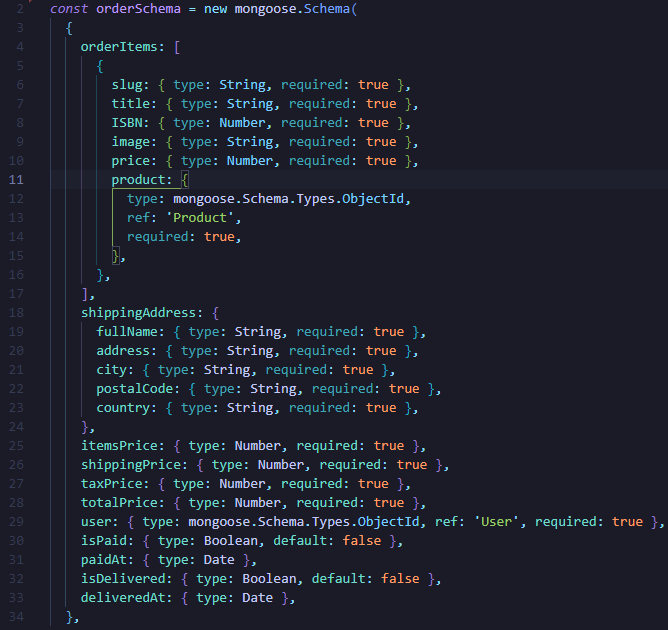 2 const orderSchema = new mongoose.Schema(
3 {
4 orderItems: [
5 {
6 slug: { type: String, required: true },
7 title: { type: String, required: true },
8 ISBN: { type: Number, required: true },
9 image: { type: String, required: true },
10 price: { type: Number, required: true },
11 product: {
12 type: mongoose.Schema.Types.ObjectId,
13 ref: 'Product',
14 required: true,
15 },
16 },
17 ],
18 shippingAddress: {
19 fullName: { type: String, required: true },
20 address: { type: String, required: true },
21 city: { type: String, required: true },
22 postalCode: { type: String, required: true },
23 country: { type: String, required: true },
24 },
25 itemsPrice: { type: Number, required: true },
26 shippingPrice: { type: Number, required: true },
27 taxPrice: { type: Number, required: true },
28 totalPrice: { type: Number, required: true },
29 user: { type: mongoose.Schema.Types.ObjectId, ref: 'User', required: true },
30 isPaid: { type: Boolean, default: false },
31 paidAt: { type: Date },
32 isDelivered: { type: Boolean, default: false },
33 deliveredAt: { type: Date },
34 },